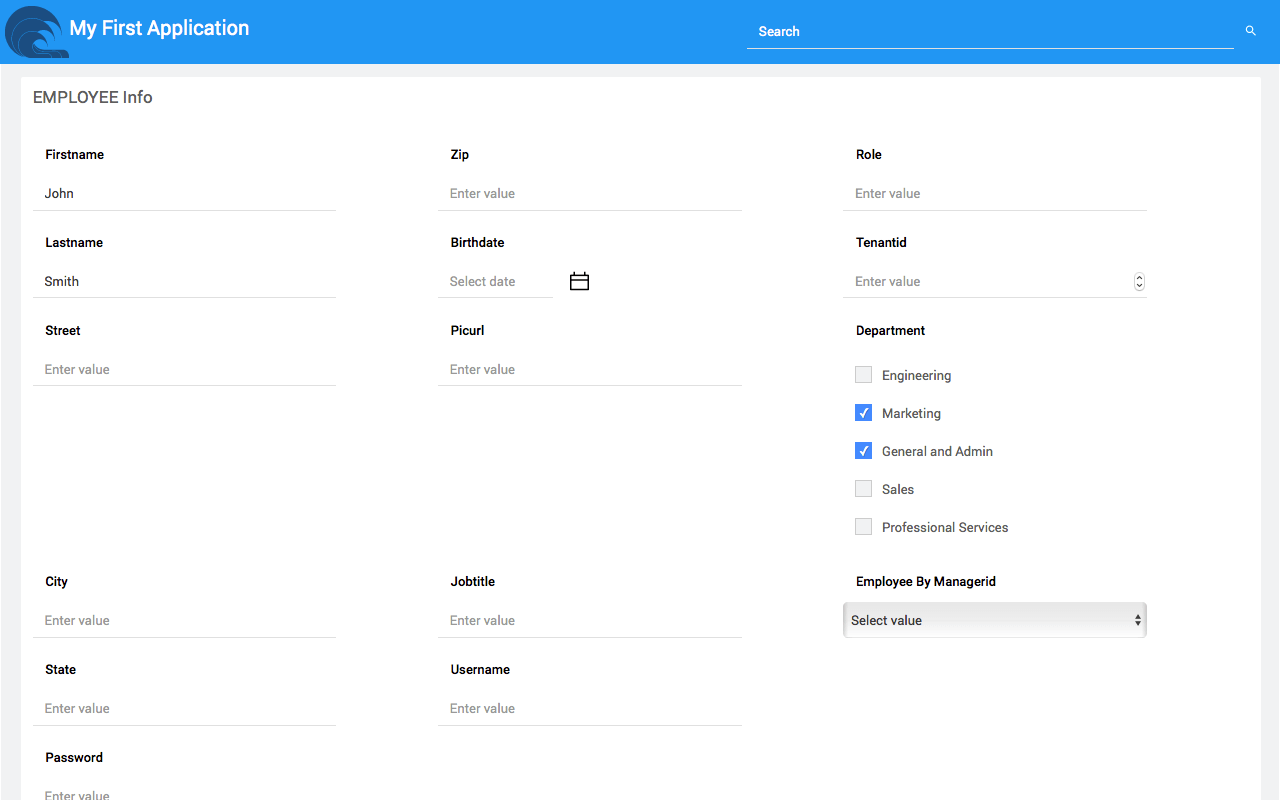 My First Application
Search
EMPLOYEE Info
Firstname
Zip
Role
John
Enter value
Enter value
Lastname
Birthdate
Tenantid
Smith
Select date
Enter value
Street
Picurl
Department
Enter value
Enter value
Engineering
Marketing
General and Admin
Sales
Professional Services
City
Jobtitle
Employee By Managerid
Enter value
Enter value
Select value
State
Username
Enter value
Enter value
Password
Enter value